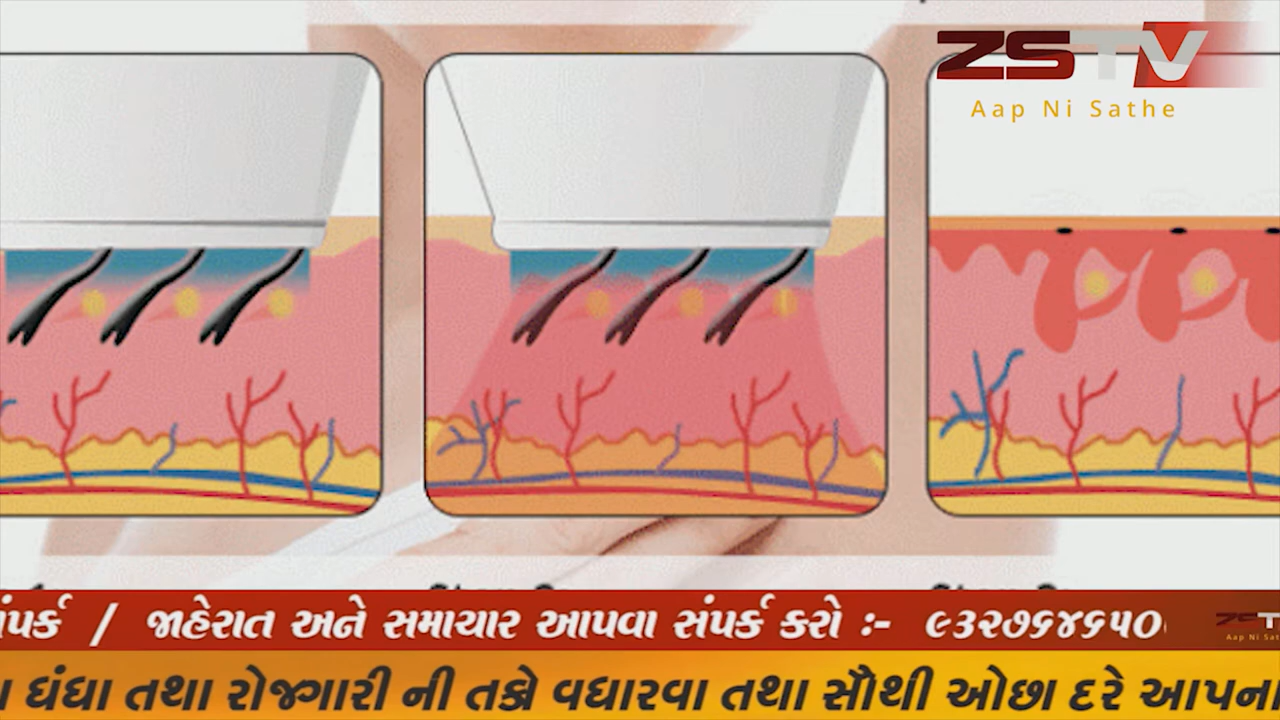 ZSTV
Aap Ni Sathe
સંપર્ક / જાહેરાત અને સમાચાર આપવા સંપર્ક કરો :- ૯૩૨૭૬૪૬૫૦
ધંધા તથા રોજગારી ની તકો વધારવા તથા સૌથી ઓછા દરે આપના